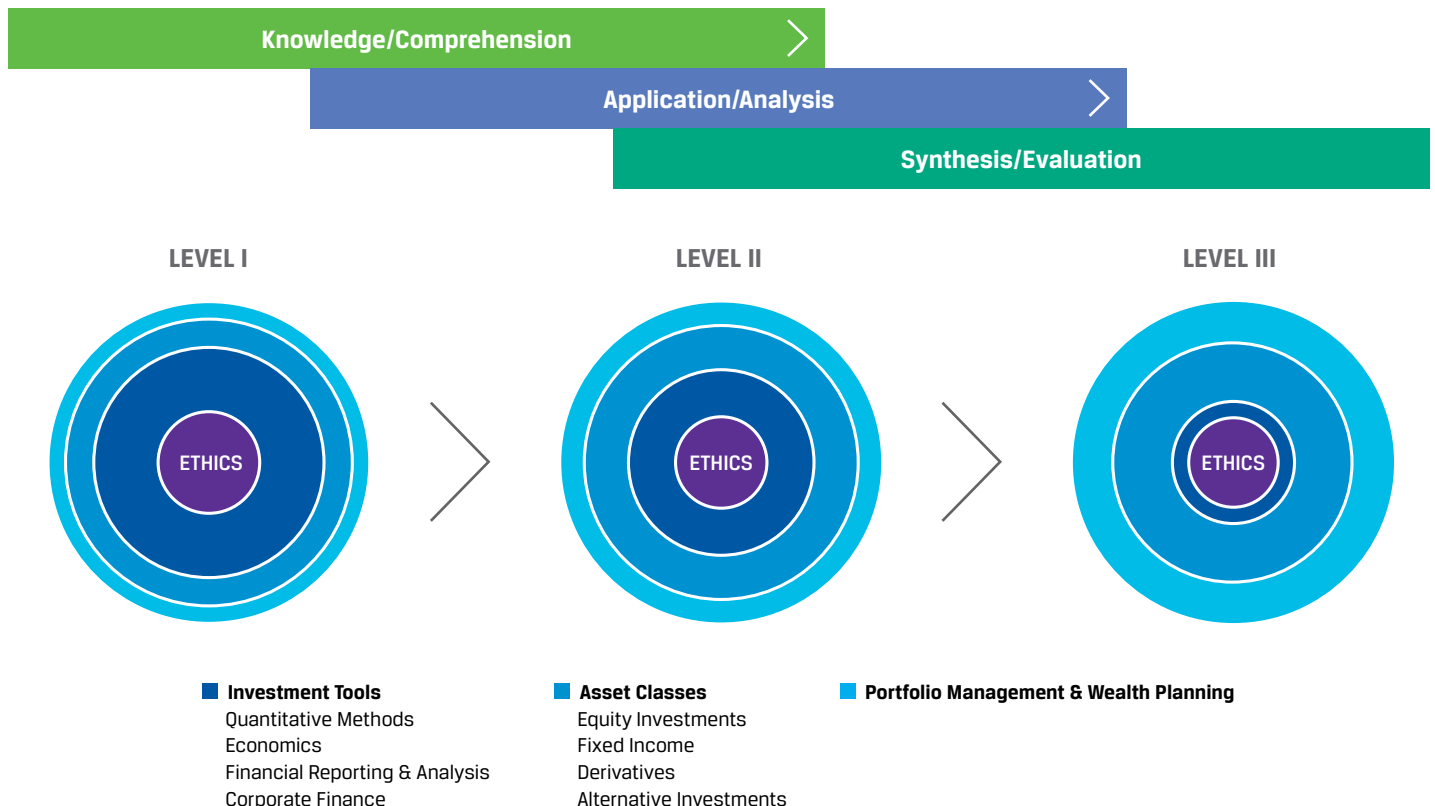 Knowledge/Comprehension
Application/Analysis
Synthesis/Evaluation
LEVEL I
LEVEL II
LEVEL III
ETHICS
ETHICS
ETHICS
Investment Tools
Quantitative Methods
Economics
Financial Reporting & Analysis
Corporate Finance
Asset Classes
Equity Investments
Fixed Income
Derivatives
Alternative Investments
Portfolio Management & Wealth Planning